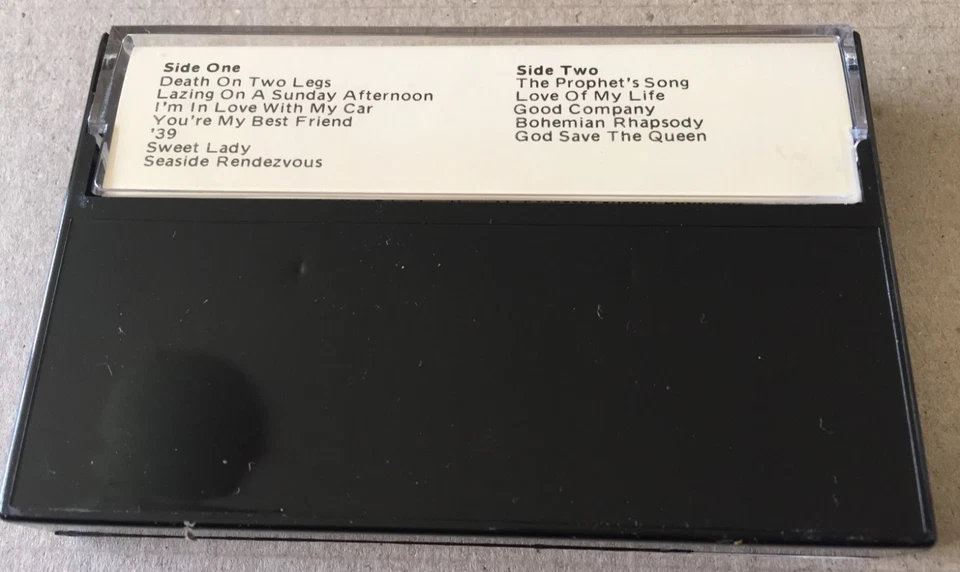 Side One
Death On Two Legs
Lazing On A Sunday Afternoon
I'm In Love With My Car
You're My Best Friend
'39
Sweet Lady
Seaside Rendezvous
Side Two
The Prophet's Song
Love Of My Life
Good Company
Bohemian Rhapsody
God Save The Queen